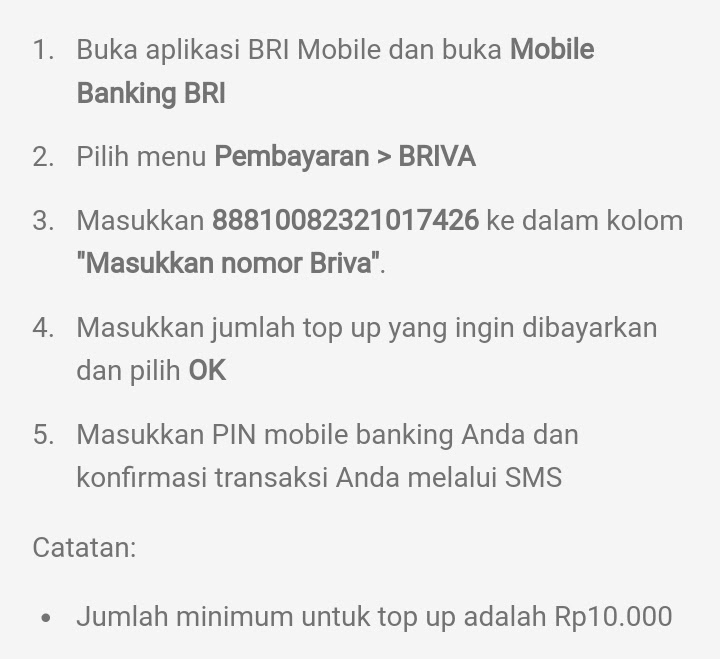 1. Buka aplikasi BRI Mobile dan buka Mobile
Banking BRI
2. Pilih menu Pembayaran > BRIVA
3. Masukkan 88810082321017426 ke dalam kolom
"Masukkan nomor Briva".
4. Masukkan jumlah top up yang ingin dibayarkan
dan pilih OK
5. Masukkan PIN mobile banking Anda dan
konfirmasi transaksi Anda melalui SMS
Catatan:
• Jumlah minimum untuk top up adalah Rp10.000